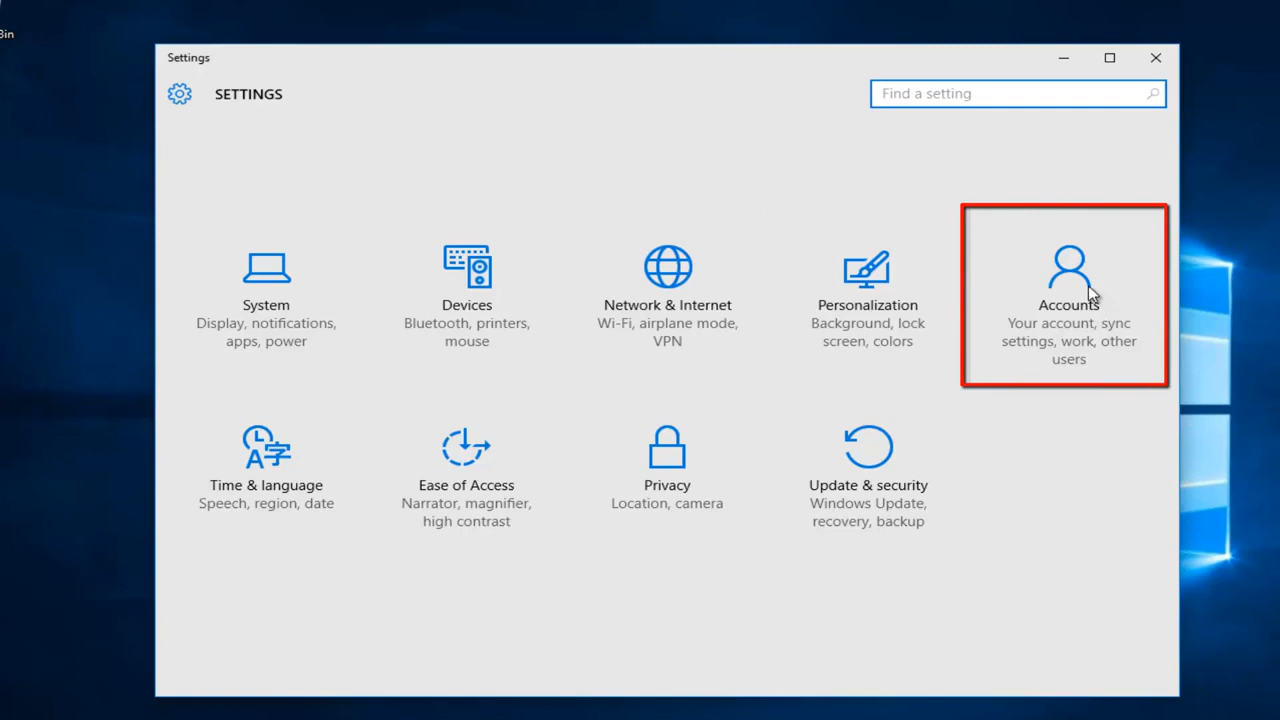 Bin
Settings
SETTINGS
Find a setting
System
Display, notifications,
apps, power
Devices
Bluetooth, printers,
mouse
Network & Internet
Wi-Fi, airplane mode,
VPN
Personalization
Background, lock
screen, colors
Accounts
Your account, sync
settings, work, other
users
Time & language
Speech, region, date
Ease of Access
Narrator, magnifier,
high contrast
Privacy
Location, camera
Update & security
Windows Update,
recovery, backup